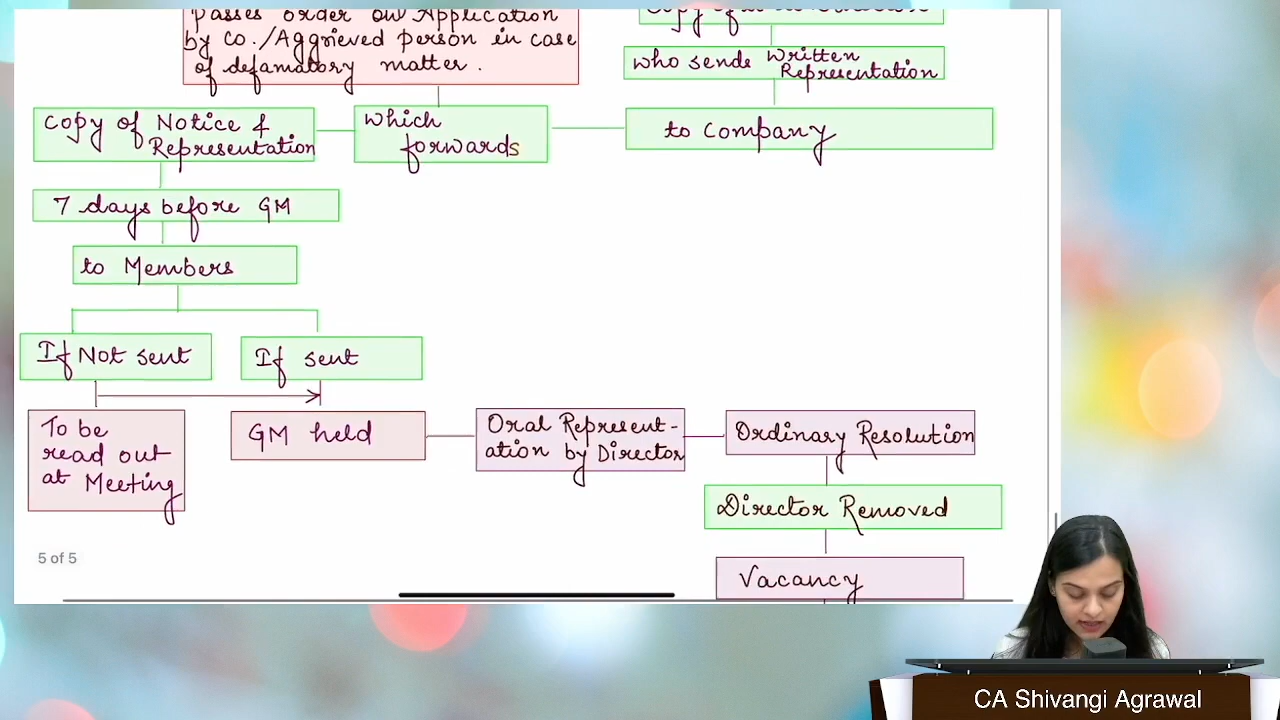 passes order on Application
by Co./Aggrieved person in case
of defamatory matter.
who sends Written
Representation
Copy of Notice &
Representation
which
forwards
to Company
7 days before GM
to Members
If Not sent
If sent
To be
read out
at Meeting
GM held
Oral Represent-
ation by Director
Ordinary Resolution
Director Removed
Vacancy
5 of 5
CA Shivangi Agrawal